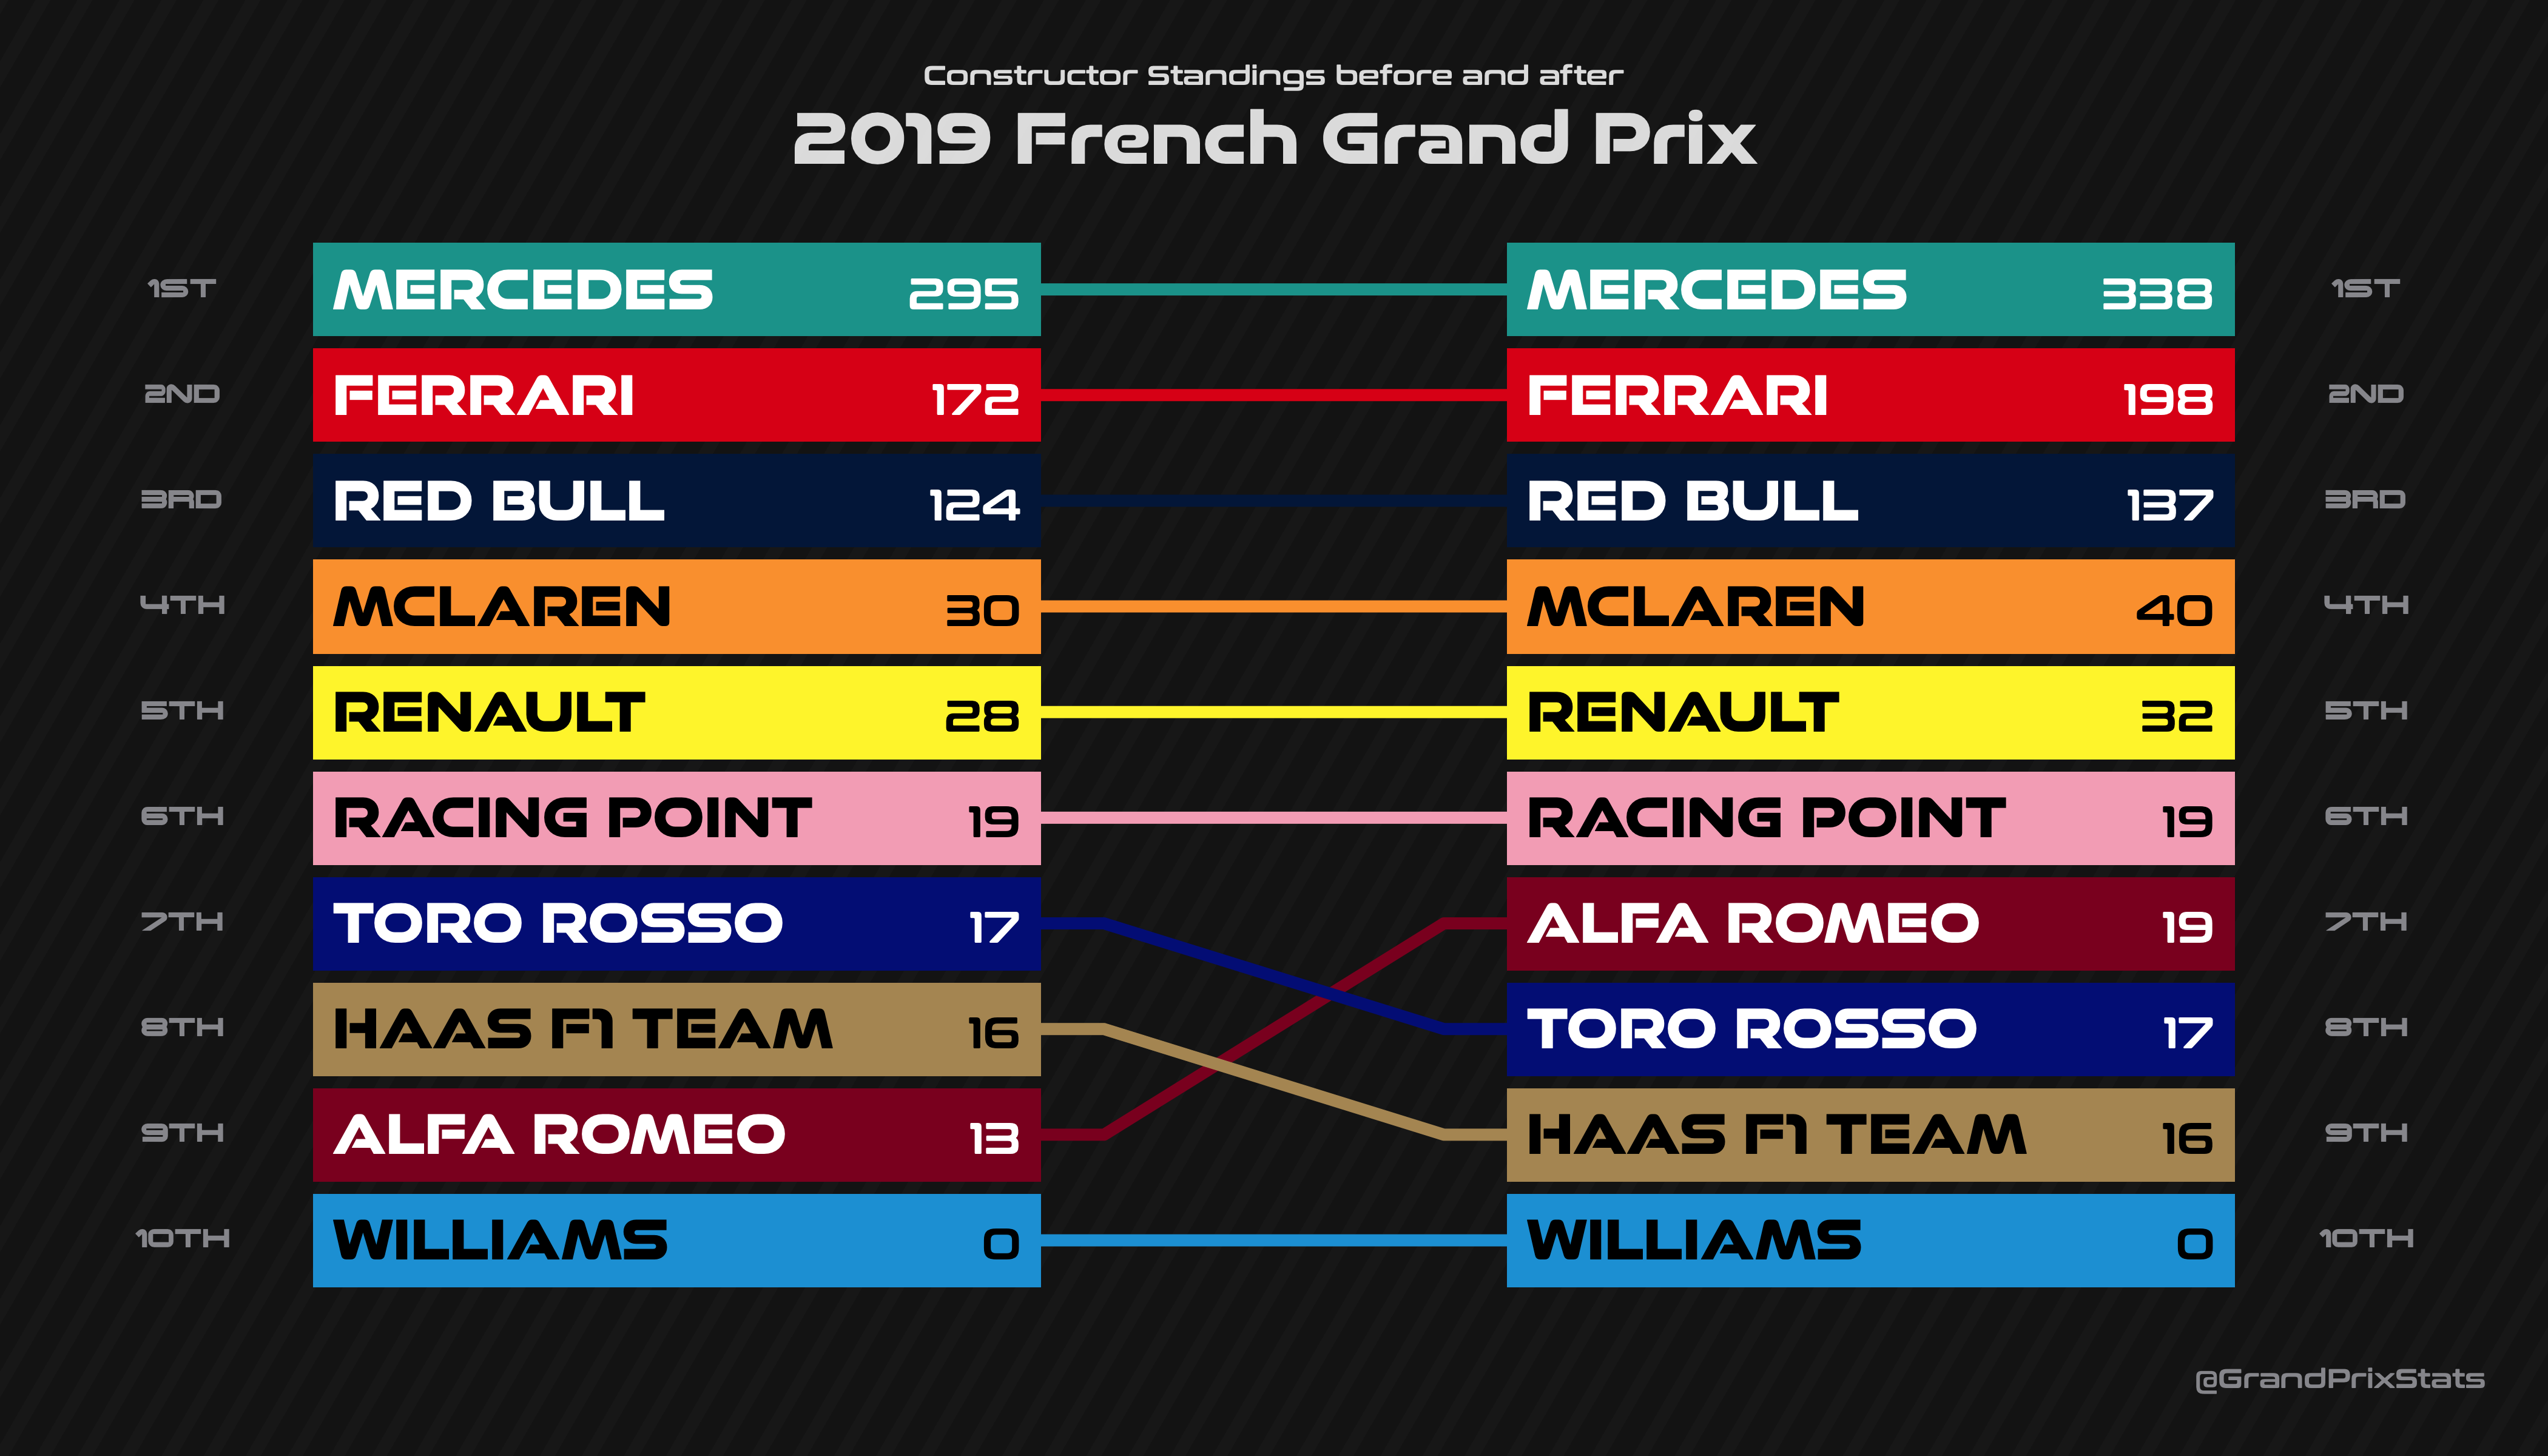 Constructor Standings before and after
2019 French Grand Prix
1ST MERCEDES 295 MERCEDES 338 1ST
2ND FERRARI 172 FERRARI 198 2ND
3RD RED BULL 124 RED BULL 137 3RD
4TH MCLAREN 30 MCLAREN 40 4TH
5TH RENAULT 28 RENAULT 32 5TH
6TH RACING POINT 19 RACING POINT 19 6TH
7TH TORO ROSSO 17 ALFA ROMEO 19 7TH
8TH HAAS F1 TEAM 16 TORO ROSSO 17 8TH
9TH ALFA ROMEO 13 HAAS F1 TEAM 16 9TH
10TH WILLIAMS 0 WILLIAMS 0 10TH
@GrandPrixStats